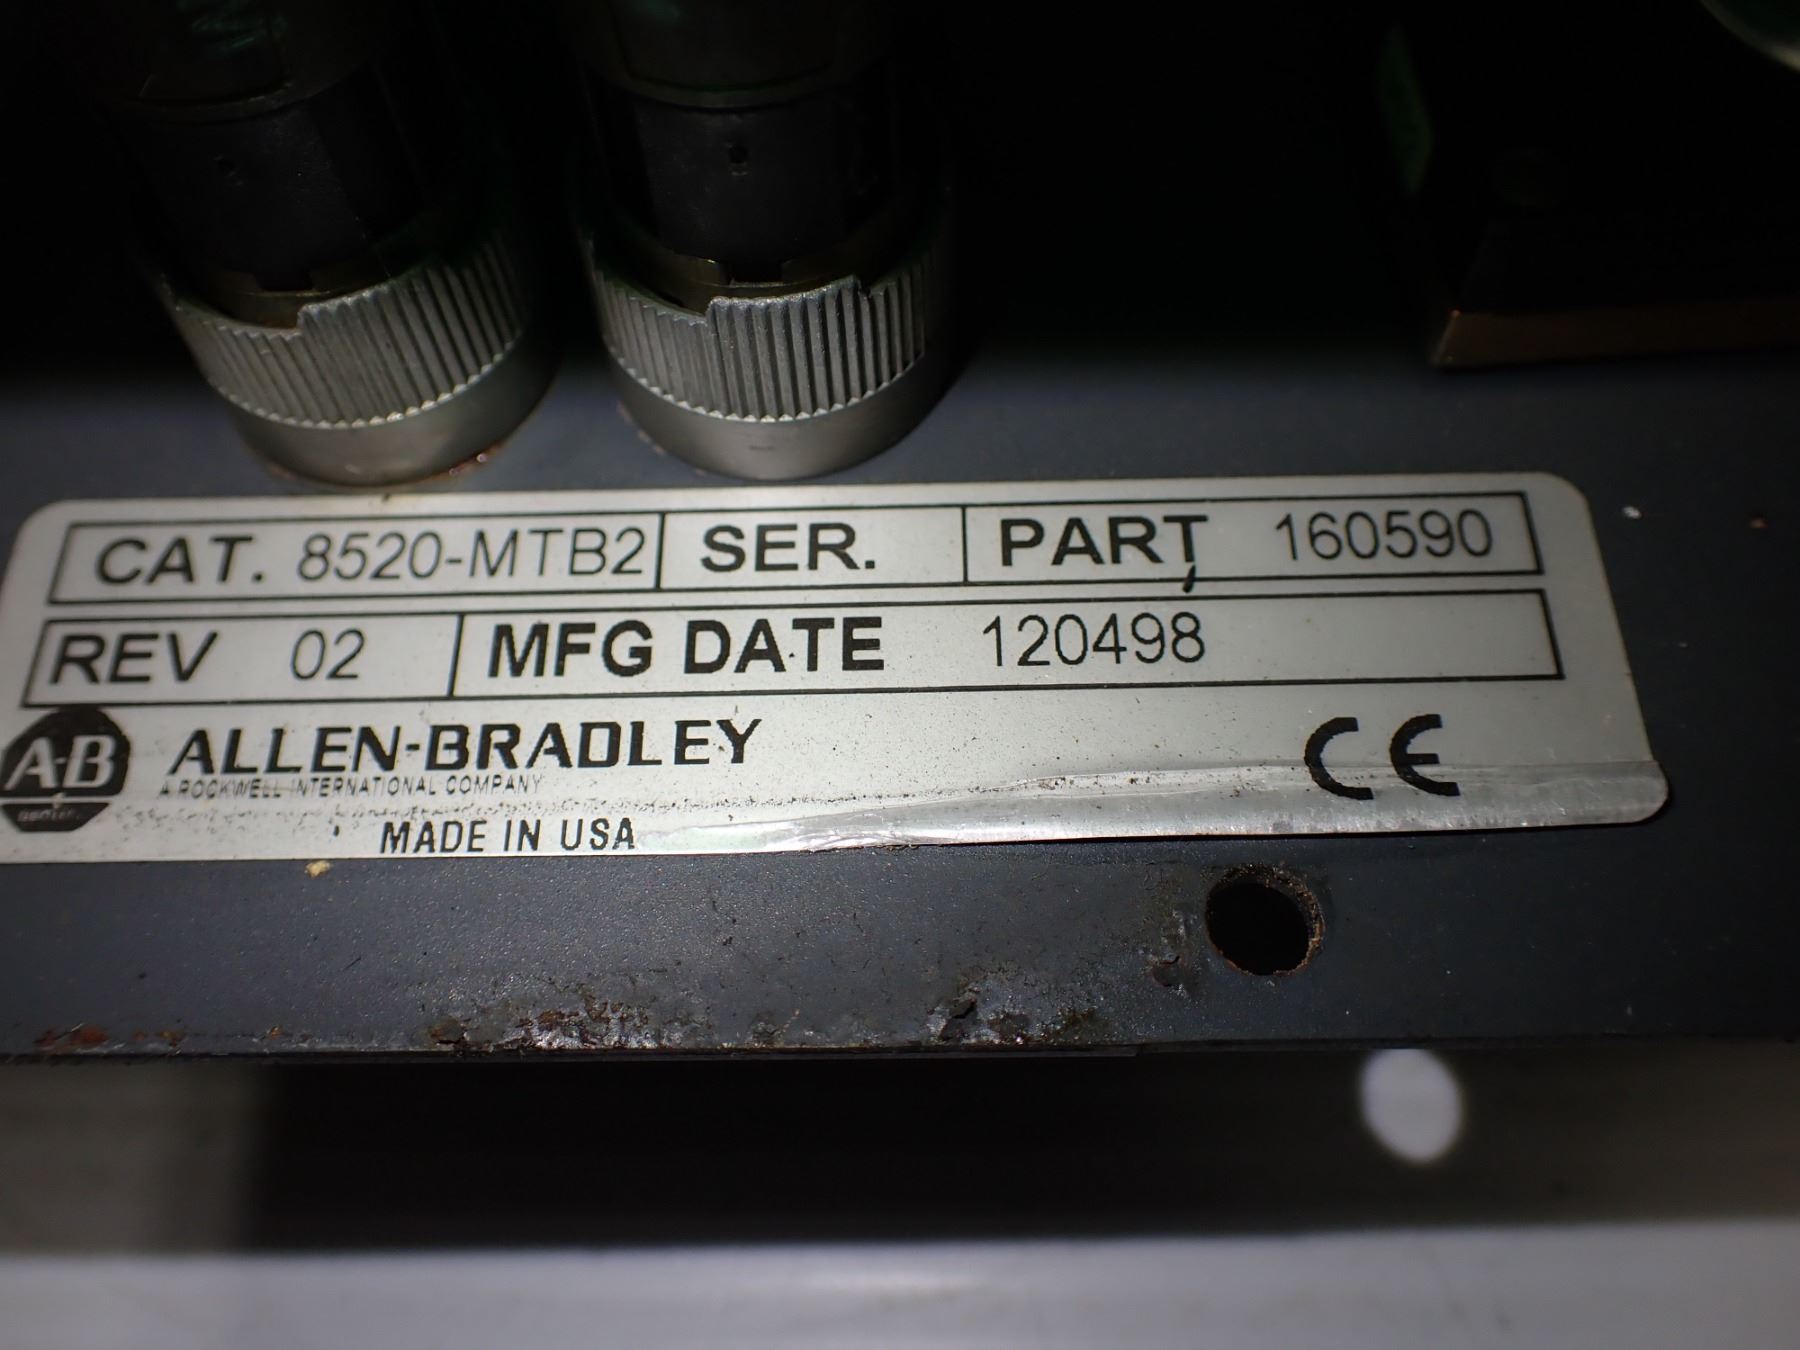 CAT. 8520-MTB2 SER. PART 160590
REV 02 MFG DATE 120498
A-B ALLEN-BRADLEY
A ROCKWELL INTERNATIONAL COMPANY
MADE IN USA
CE